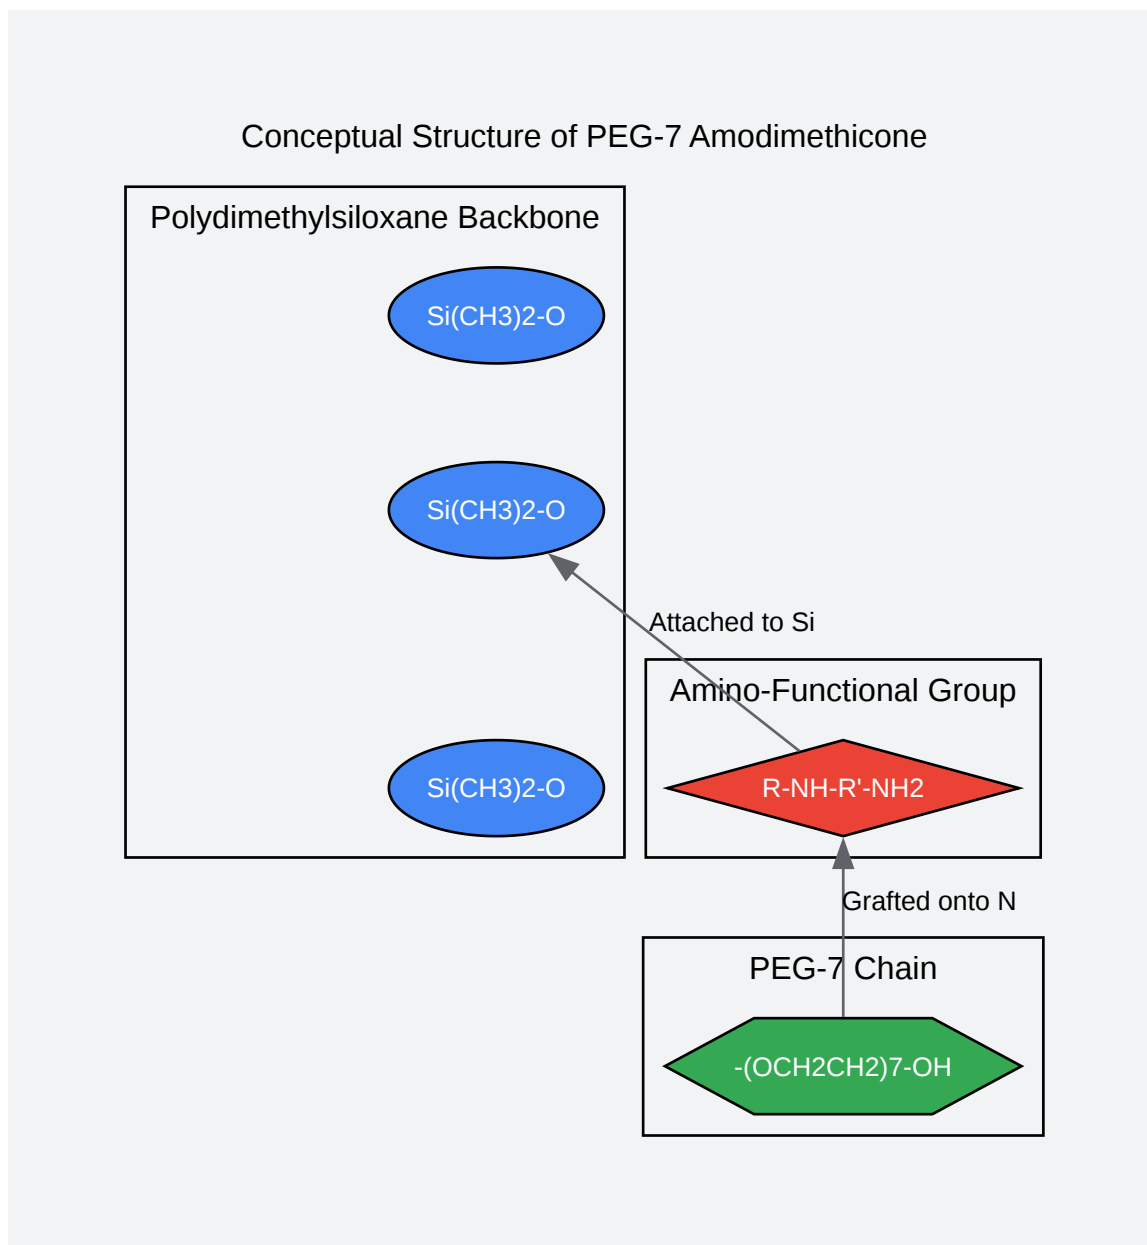 Conceptual Structure of PEG-7 Amodimethicone
Polydimethylsiloxane Backbone
Si(CH3)2-O
Si(CH3)2-O
Attached to Si
Amino-Functional Group
Si(CH3)2-O
R-NH-R'-NH2
Grafted onto N
PEG-7 Chain
-(OCH2CH2)7-OH